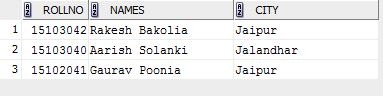 ROLLNO NAMES CITY
1 15103042 Rakesh Bakolia Jaipur
2 15103040 Aarish Solanki Jalandhar
3 15102041 Gaurav Poonia Jaipur